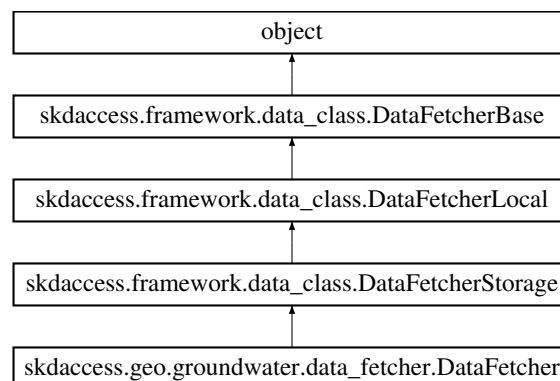 object
skdaccess.framework.data_class.DataFetcherBase
skdaccess.framework.data_class.DataFetcherLocal
skdaccess.framework.data_class.DataFetcherStorage
skdaccess.geo.groundwater.data_fetcher.DataFetcher